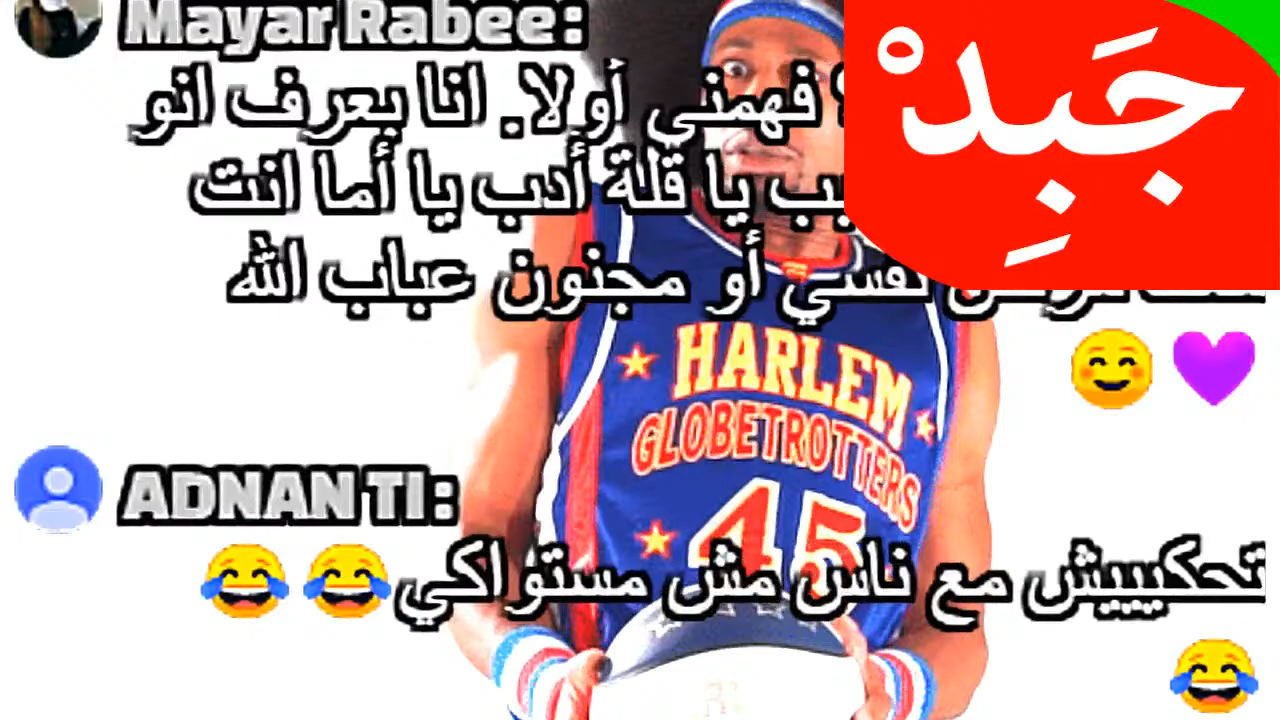 Mayar Rabee:
جَبِدْ
فهمني أولا. انا بعرف انو
يا قلة أدب يا أما انت
نفسي أو مجنون عباب الله
😊 💜
HARLEM
GLOBETROTTERS
45
ADNAN TI:
تحكيييش مع ناس مش مستواكي😂😂
😂